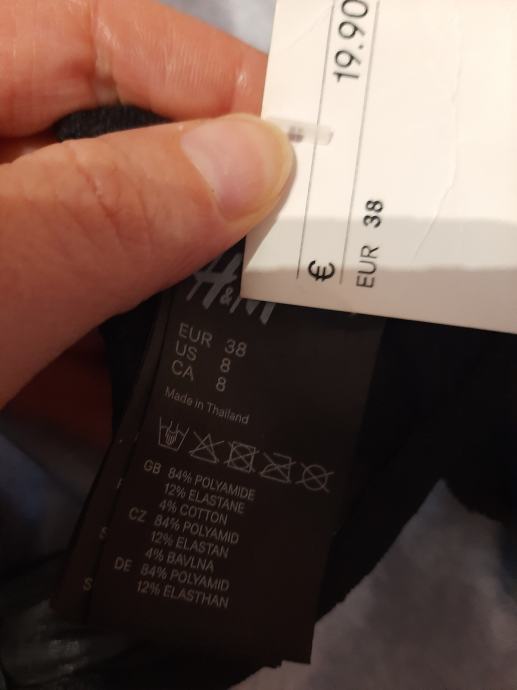 € 19.90
EUR 38
H&M
EUR 38
US 8
CA 8
Made in Thailand
GB 84% POLYAMIDE
12% ELASTANE
4% COTTON
CZ 84% POLYAMID
12% ELASTAN
4% BAVLNA
DE 84% POLYAMID
12% ELASTHAN
F
S
S